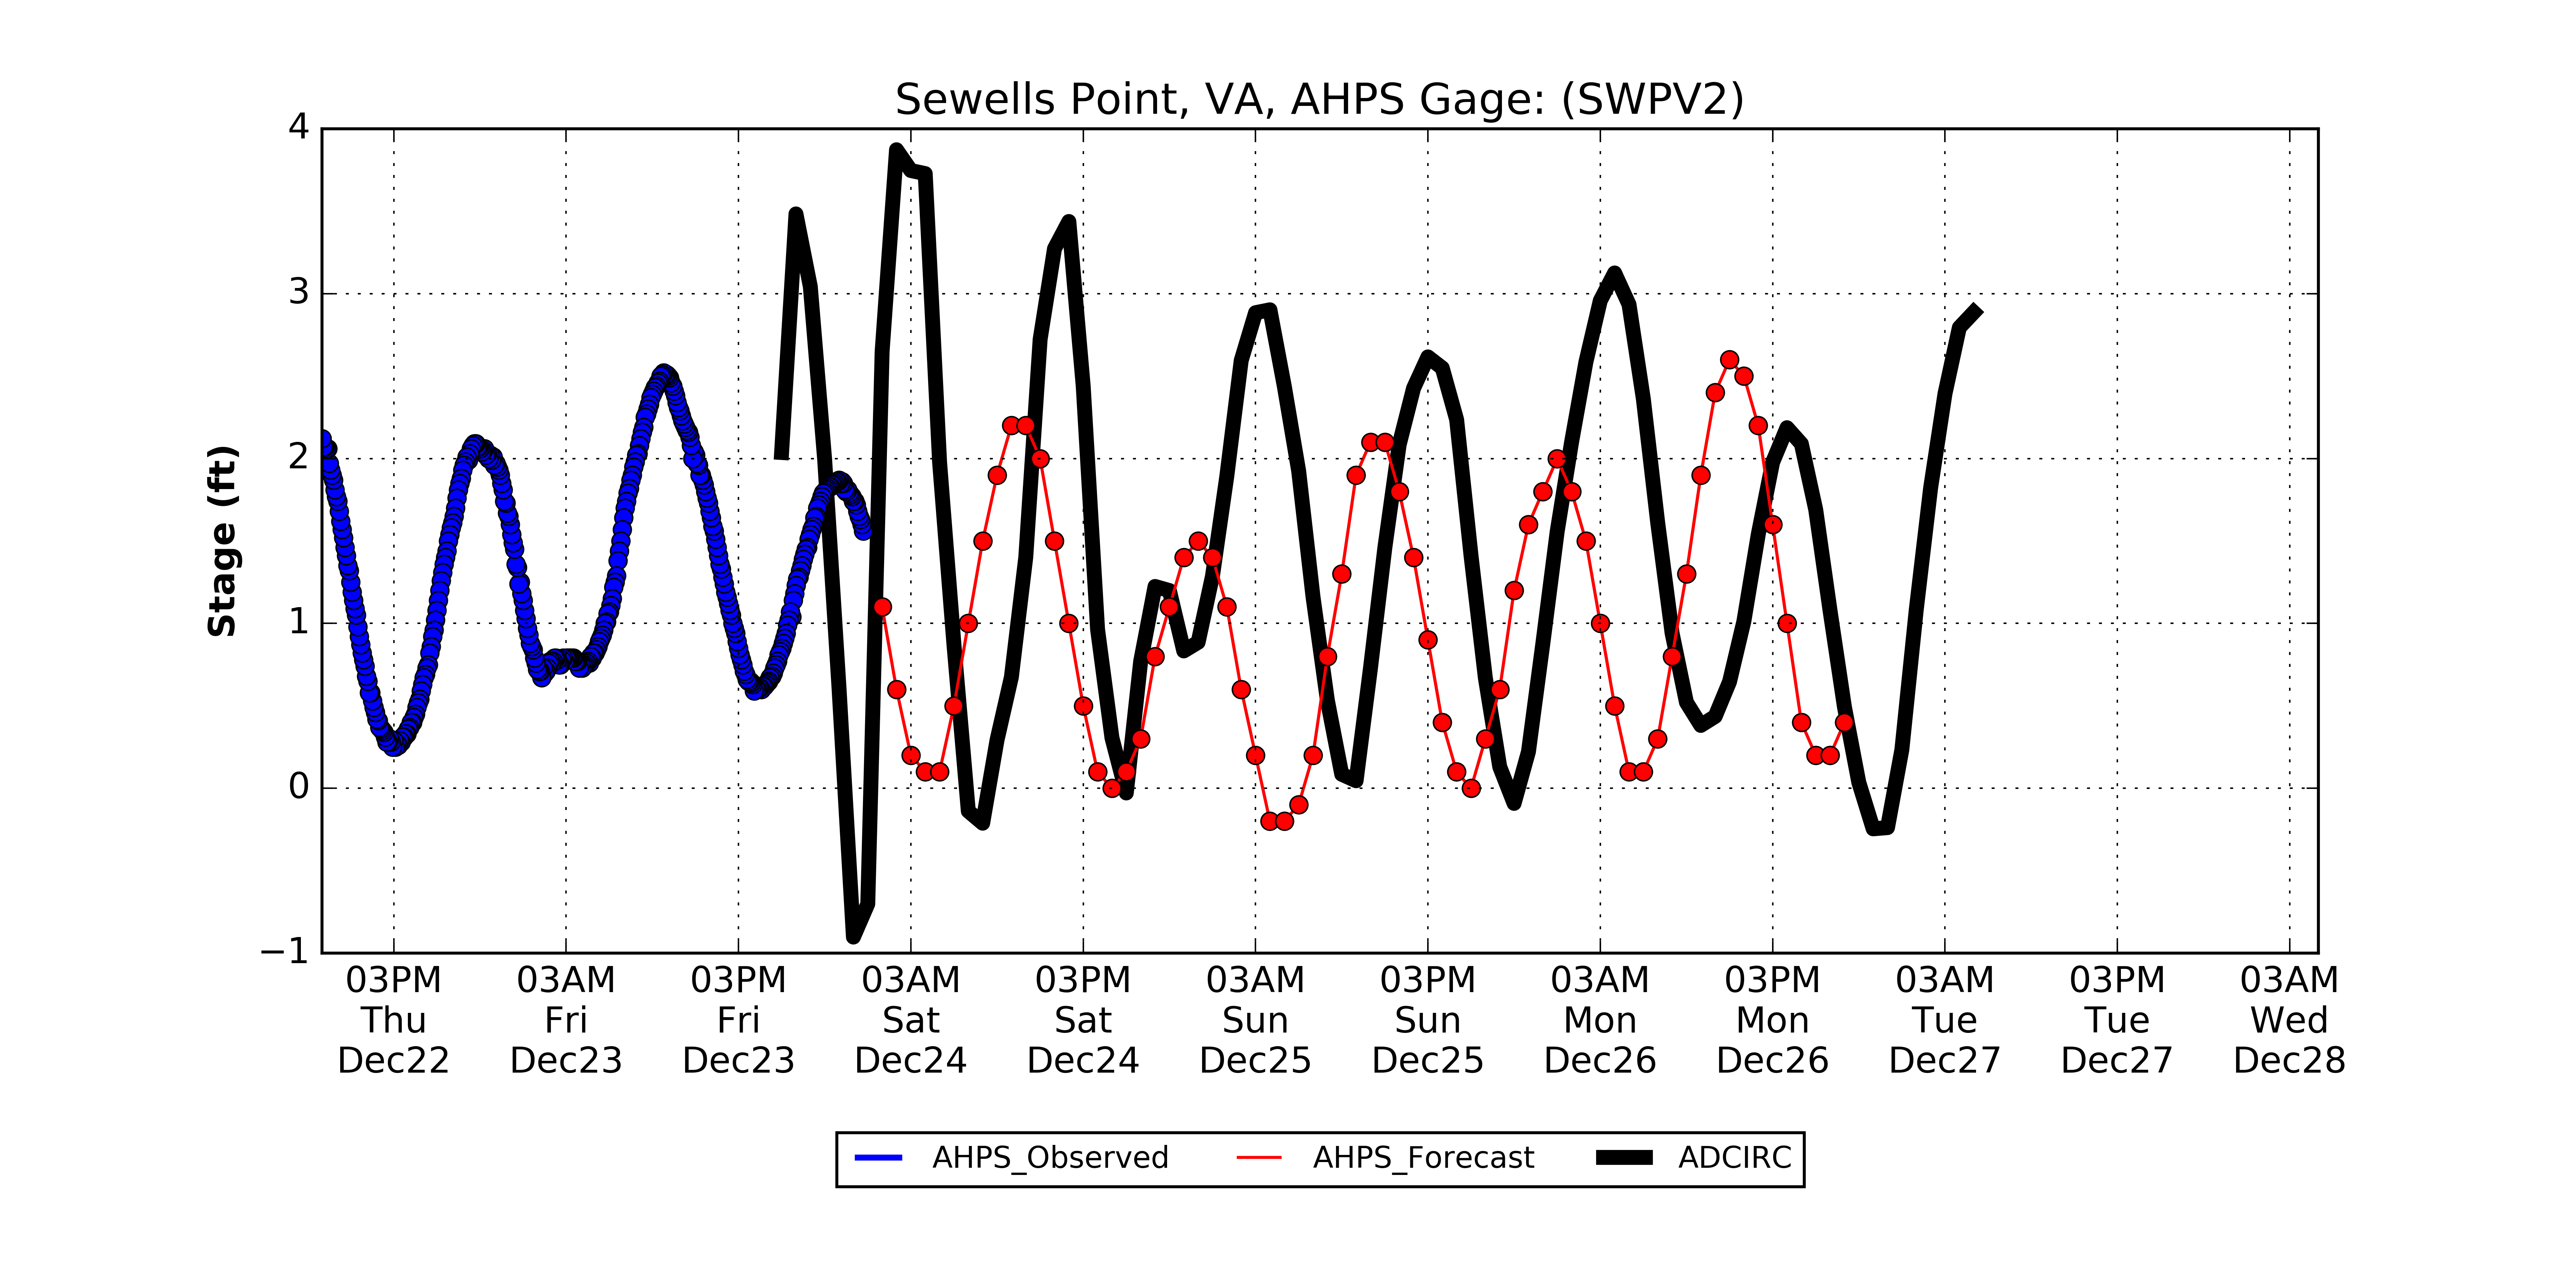 Sewells Point, VA, AHPS Gage: (SWPV2)
Stage (ft)
4
3
2
1
0
−1
03PM Thu Dec22
03AM Fri Dec23
03PM Fri Dec23
03AM Sat Dec24
03PM Sat Dec24
03AM Sun Dec25
03PM Sun Dec25
03AM Mon Dec26
03PM Mon Dec26
03AM Tue Dec27
03PM Tue Dec27
03AM Wed Dec28
AHPS_Observed AHPS_Forecast ADCIRC